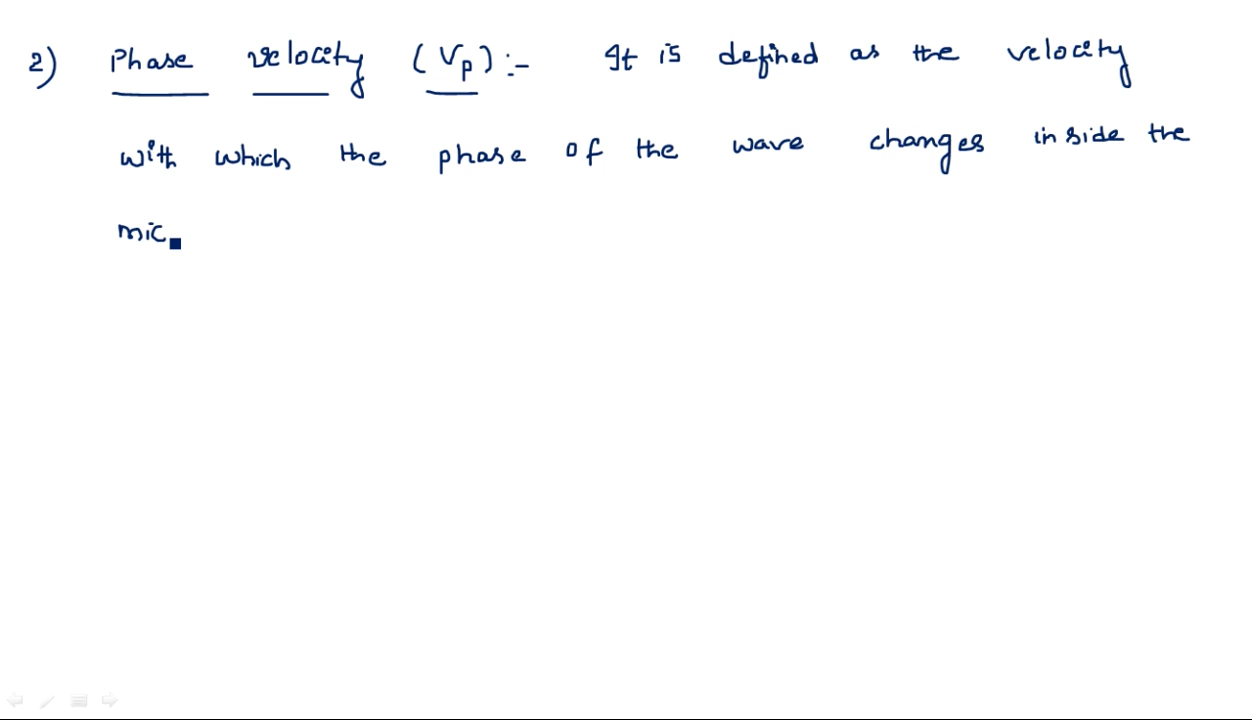 2) Phase velocity (Vp) :- It is defined as the velocity
with which the phase of the wave changes inside the
mic